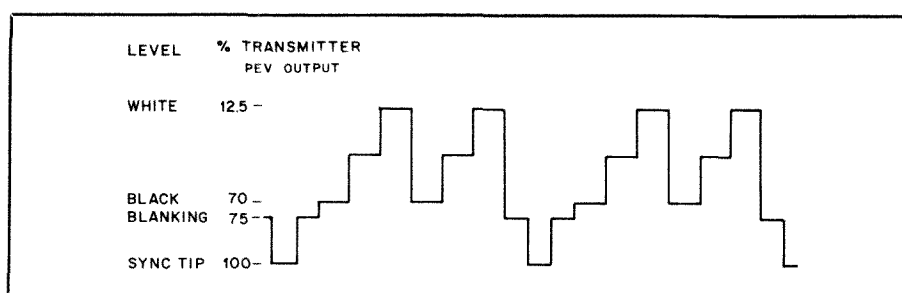 LEVEL % TRANSMITTER
PEV OUTPUT
WHITE 12.5
BLACK 70
BLANKING 75
SYNC TIP 100